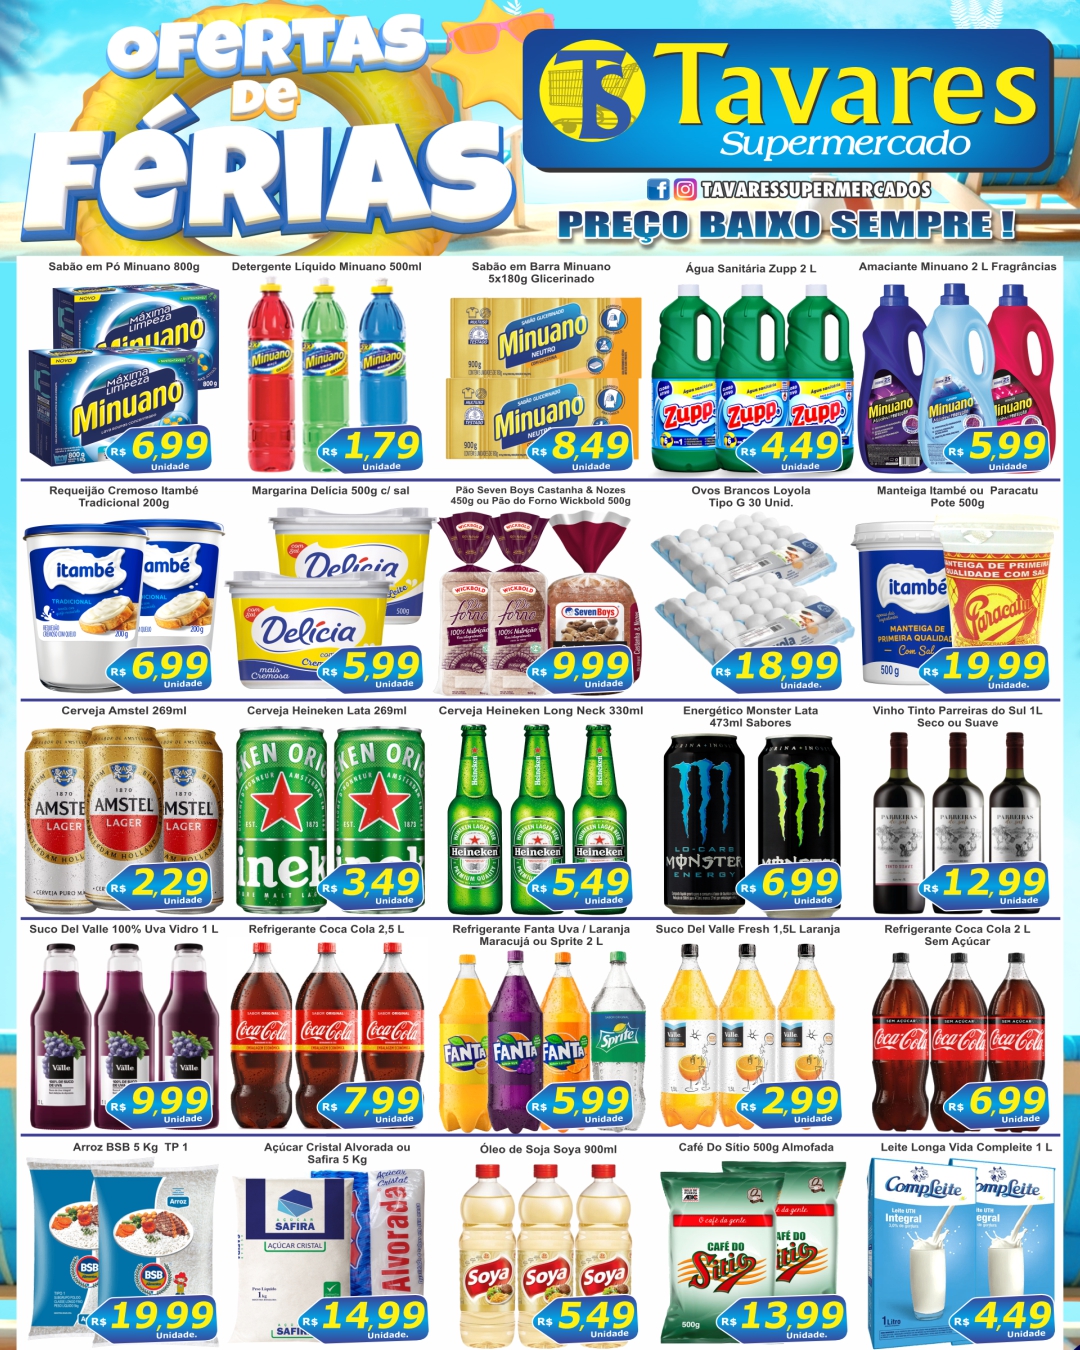 OFERTAS
DE
FÉRIAS
TS Tavares
Supermercado
TAVARESSUPERMERCADOS
PREÇO BAIXO SEMPRE !
Sabão em Pó Minuano 800g
R$ 6,99
Unidade
Detergente Líquido Minuano 500ml
R$ 1,79
Unidade
Sabão em Barra Minuano
5x180g Glicerinado
R$ 8,49
Unidade
Água Sanitária Zupp 2 L
R$ 4,49
Unidade
Amaciante Minuano 2 L Fragrâncias
R$ 5,99
Unidade
Requeijão Cremoso Itambé
Tradicional 200g
R$ 6,99
Unidade
Margarina Delícia 500g c/ sal
R$ 5,99
Unidade
Pão Seven Boys Castanha & Nozes
450g ou Pão do Forno Wickbold 500g
R$ 9,99
Unidade
Ovos Brancos Loyola
Tipo G 30 Unid.
R$ 18,99
Unidade.
Manteiga Itambé ou Paracatu
Pote 500g
R$ 19,99
Unidade
Cerveja Amstel 269ml
R$ 2,29
Unidade
Cerveja Heineken Lata 269ml
R$ 3,49
Unidade
Cerveja Heineken Long Neck 330ml
R$ 5,49
Unidade
Energético Monster Lata
473ml Sabores
R$ 6,99
Unidade
Vinho Tinto Parreiras do Sul 1L
Seco ou Suave
R$ 12,99
Unidade
Suco Del Valle 100% Uva Vidro 1 L
R$ 9,99
Unidade
Refrigerante Coca Cola 2,5 L
R$ 7,99
Unidade
Refrigerante Fanta Uva / Laranja
Maracujá ou Sprite 2 L
R$ 5,99
Unidade
Suco Del Valle Fresh 1,5L Laranja
R$ 2,99
Unidade
Refrigerante Coca Cola 2 L
Sem Açúcar
R$ 6,99
Unidade
Arroz BSB 5 Kg TP 1
R$ 19,99
Unidade.
Açúcar Cristal Alvorada ou
Safira 5 Kg
R$ 14,99
Unidade.
Óleo de Soja Soya 900ml
R$ 5,49
Unidade
Café Do Sítio 500g Almofada
R$ 13,99
Unidade.
Leite Longa Vida Compleite 1 L
R$ 4,49
Unidade